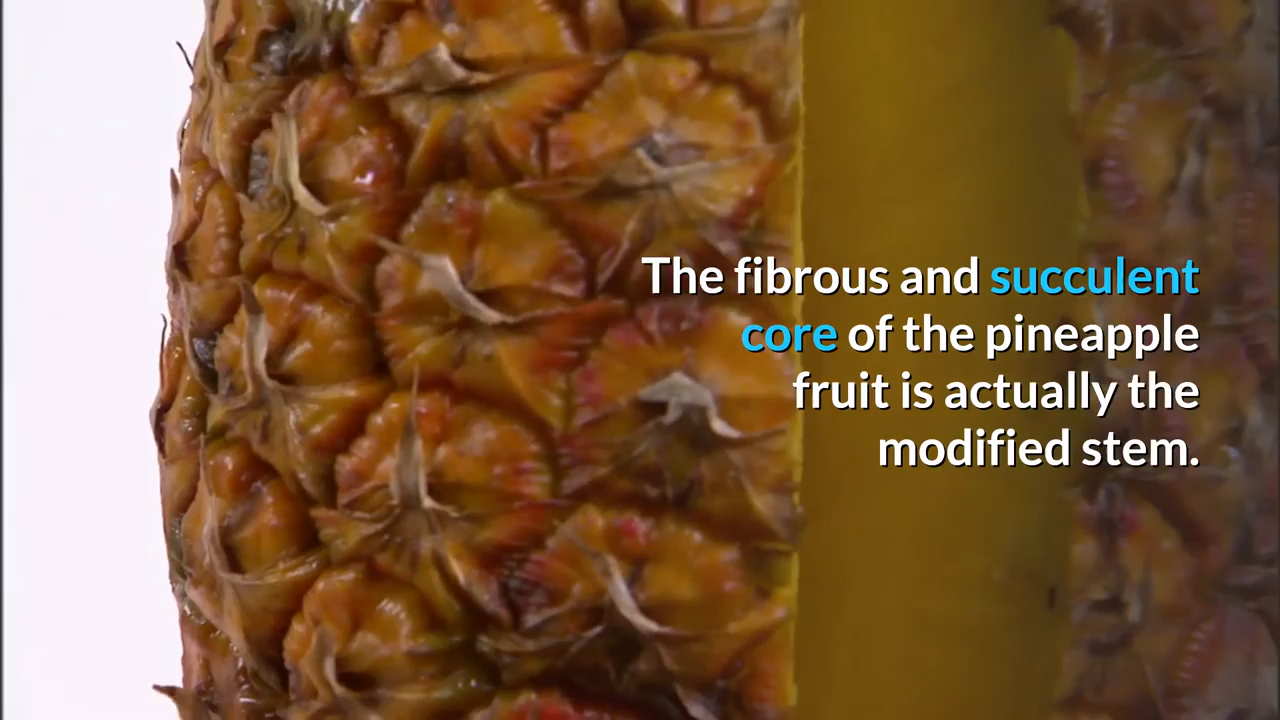 The fibrous and succulent
core of the pineapple
fruit is actually the
modified stem.